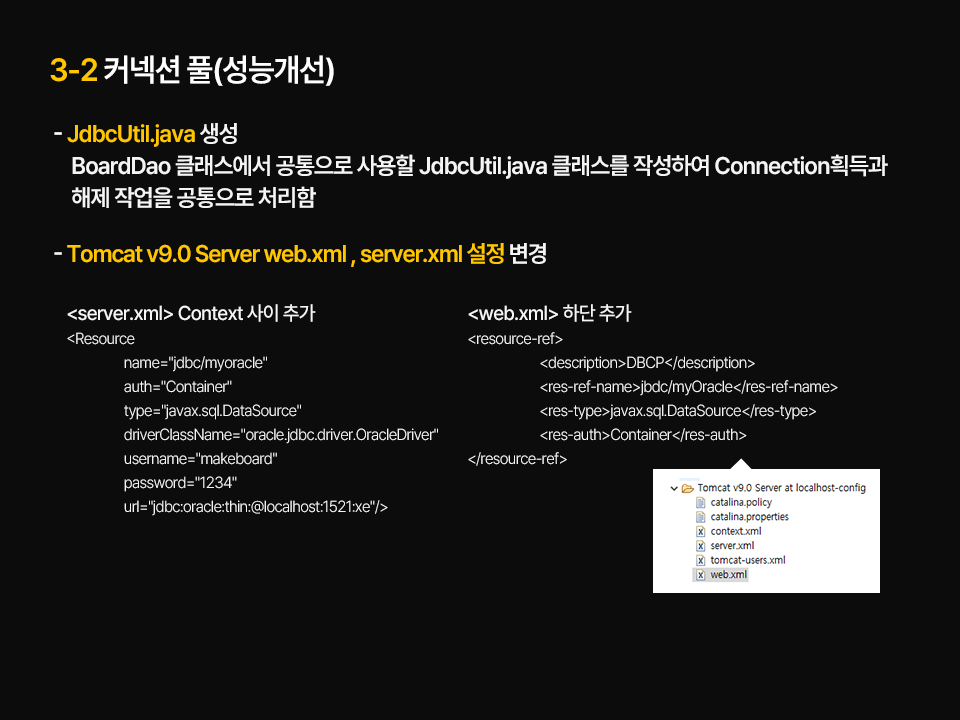 3-2 커넥션 풀(성능개선)
- JdbcUtil.java 생성
BoardDao 클래스에서 공통으로 사용할 JdbcUtil.java 클래스를 작성하여 Connection획득과
해제 작업을 공통으로 처리함
- Tomcat v9.0 Server web.xml , server.xml 설정 변경
<server.xml> Context 사이 추가
<Resource
name="jdbc/myoracle"
auth="Container"
type="javax.sql.DataSource"
driverClassName="oracle.jdbc.driver.OracleDriver"
username="makeboard"
password="1234"
url="jdbc:oracle:thin:@localhost:1521:xe"/>
<web.xml> 하단 추가
<resource-ref>
<description>DBCP</description>
<res-ref-name>jbdc/myOracle</res-ref-name>
<res-type>javax.sql.DataSource</res-type>
<res-auth>Container</res-auth>
</resource-ref>
Tomcat v9.0 Server at localhost-config
catalina.policy
catalina.properties
context.xml
server.xml
tomcat-users.xml
web.xml